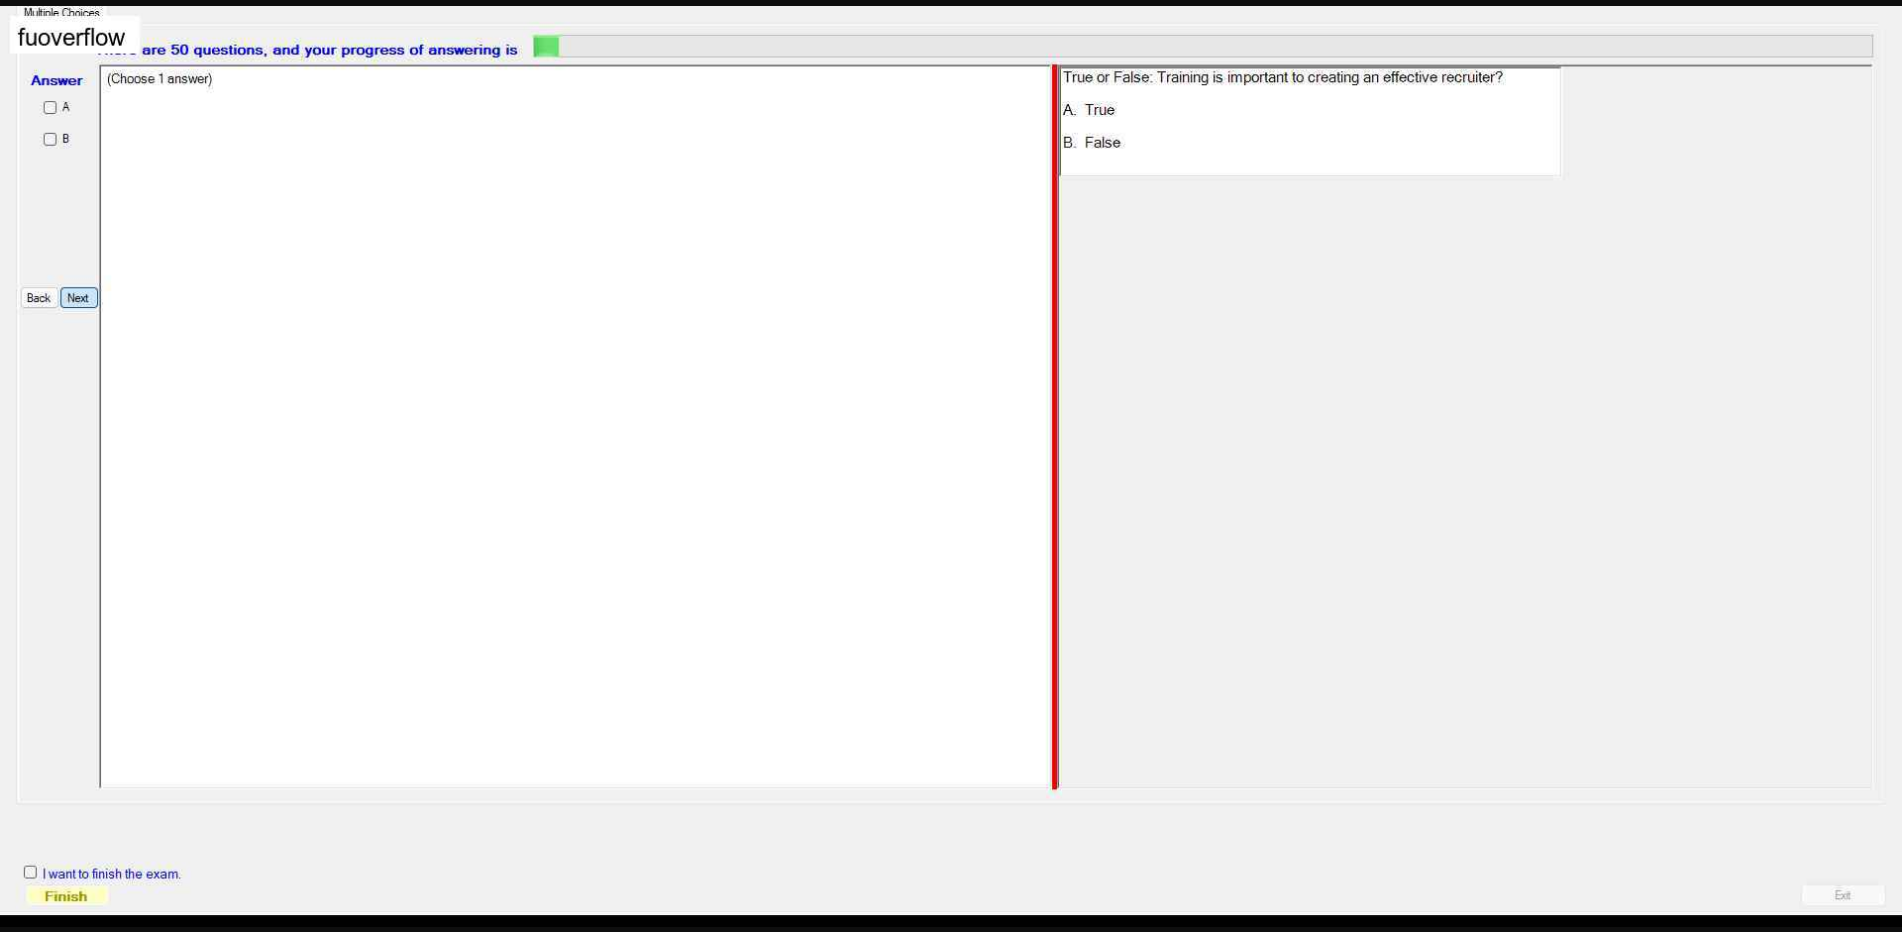 Multiple Choices
fuoverflow
are 50 questions, and your progress of answering is
Answer
(Choose 1 answer)
A
B
Back
Next
True or False: Training is important to creating an effective recruiter?
A. True
B. False
I want to finish the exam.
Finish
Exit